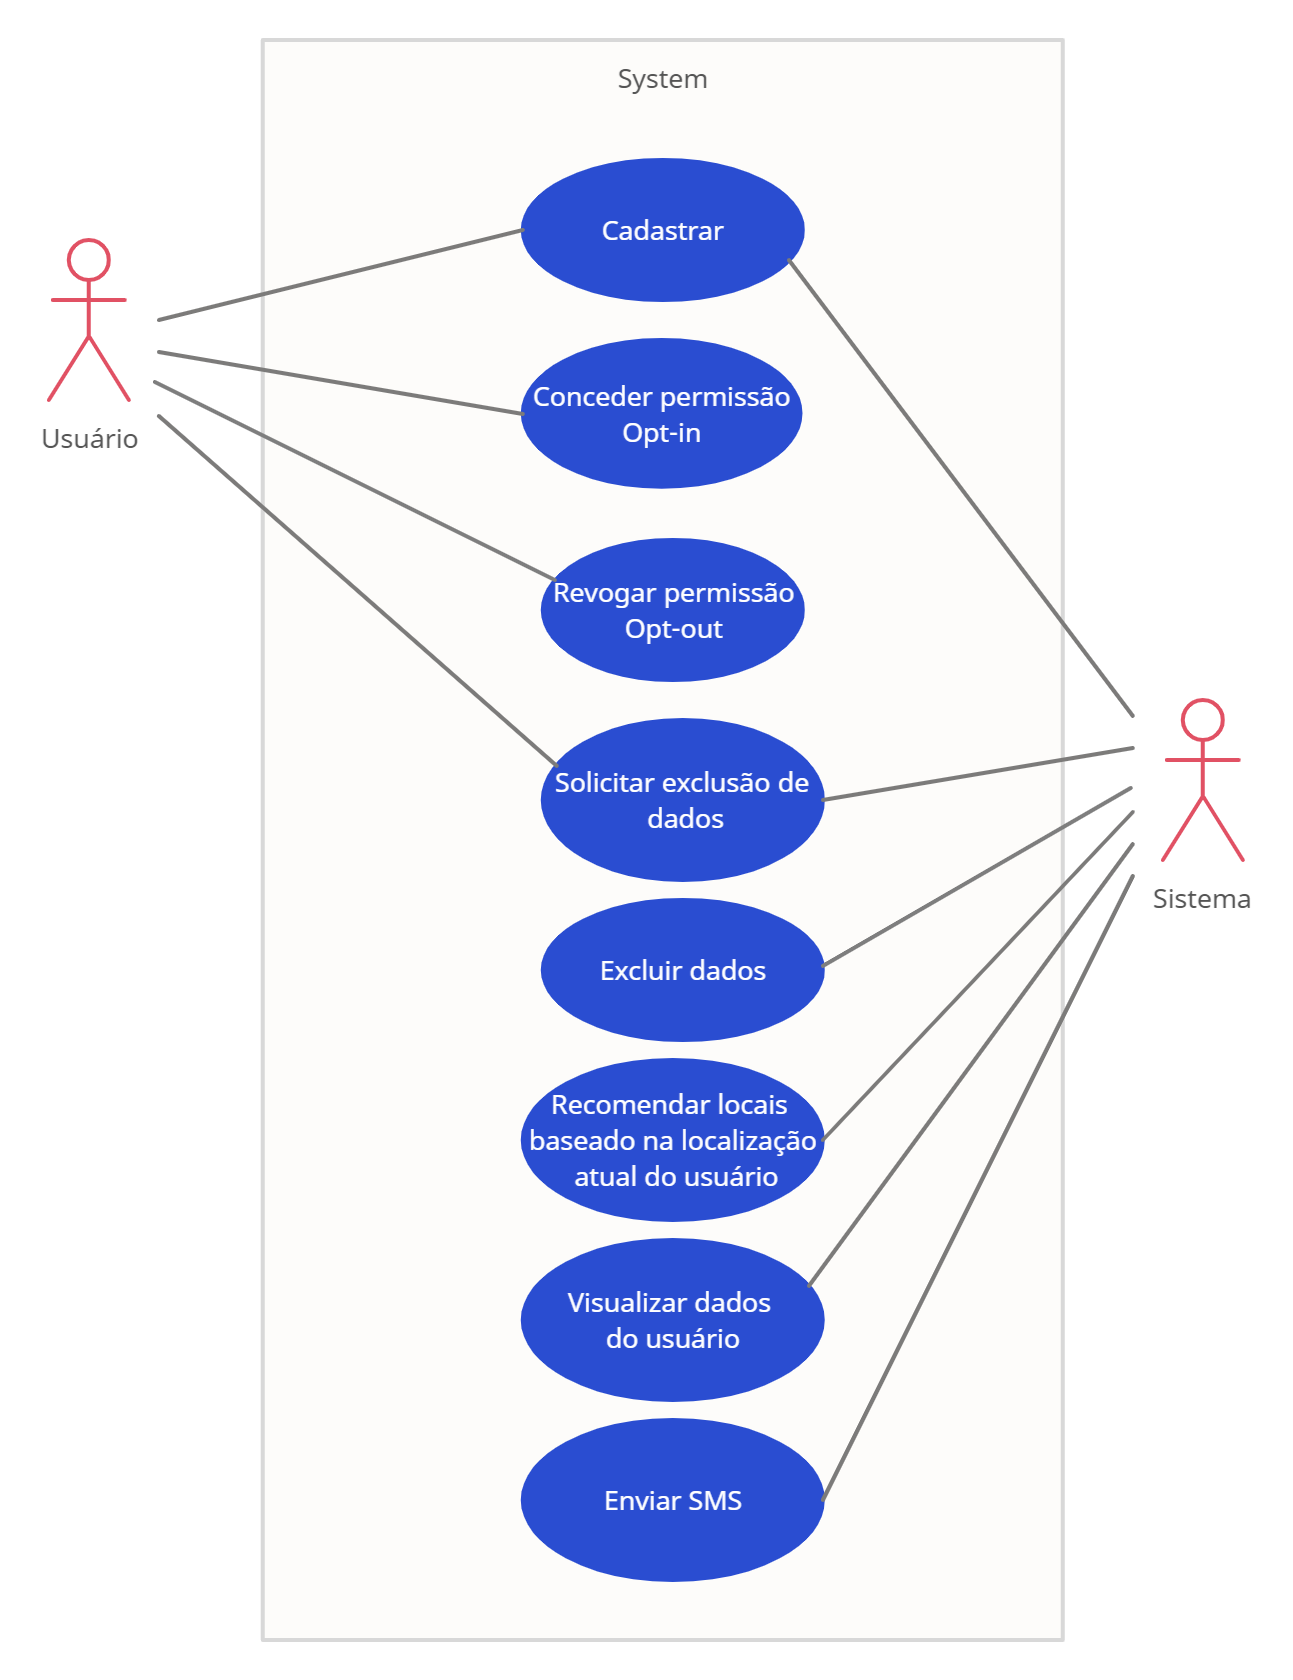 System
Cadastrar
Conceder permissão
Opt-in
Usuário
Revogar permissão
Opt-out
Solicitar exclusão de
dados
Sistema
Excluir dados
Recomendar locais
baseado na localização
atual do usuário
Visualizar dados
do usuário
Enviar SMS